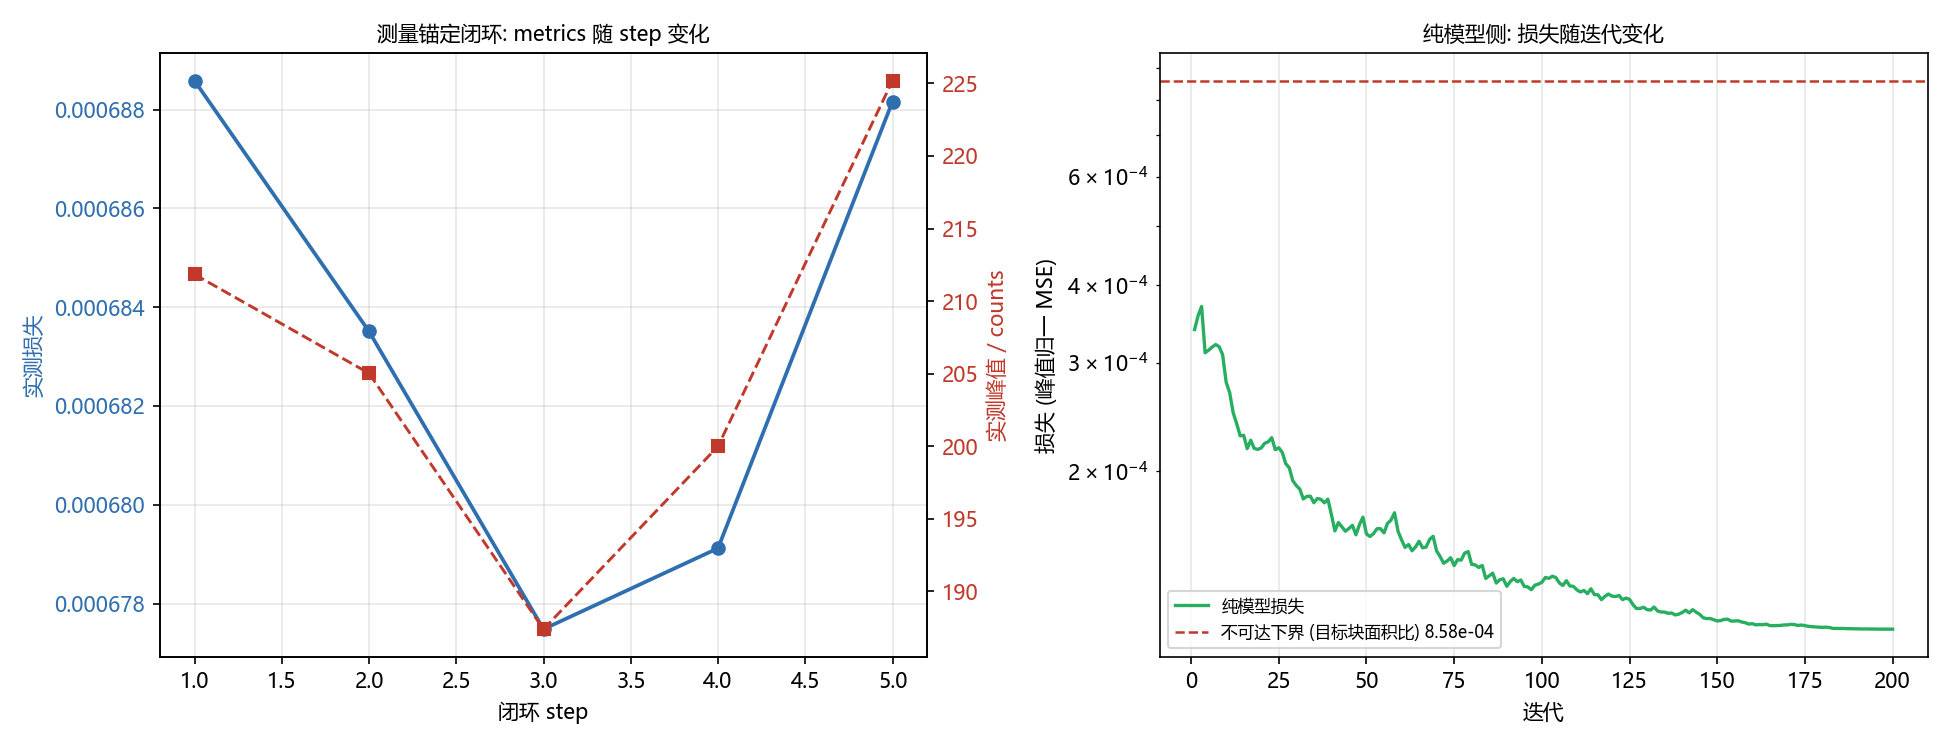 测量锚定闭环: metrics 随 step 变化
0.000688
0.000686
0.000684
0.000682
0.000680
0.000678
实测损失
225
220
215
210
205
200
195
190
实测峰值 / counts
1.0 1.5 2.0 2.5 3.0 3.5 4.0 4.5 5.0
闭环 step
纯模型侧: 损失随迭代变化
6 × 10⁻⁴
4 × 10⁻⁴
3 × 10⁻⁴
2 × 10⁻⁴
损失 (峰值归一 MSE)
纯模型损失
不可达下界 (目标块面积比) 8.58e-04
0 25 50 75 100 125 150 175 200
迭代